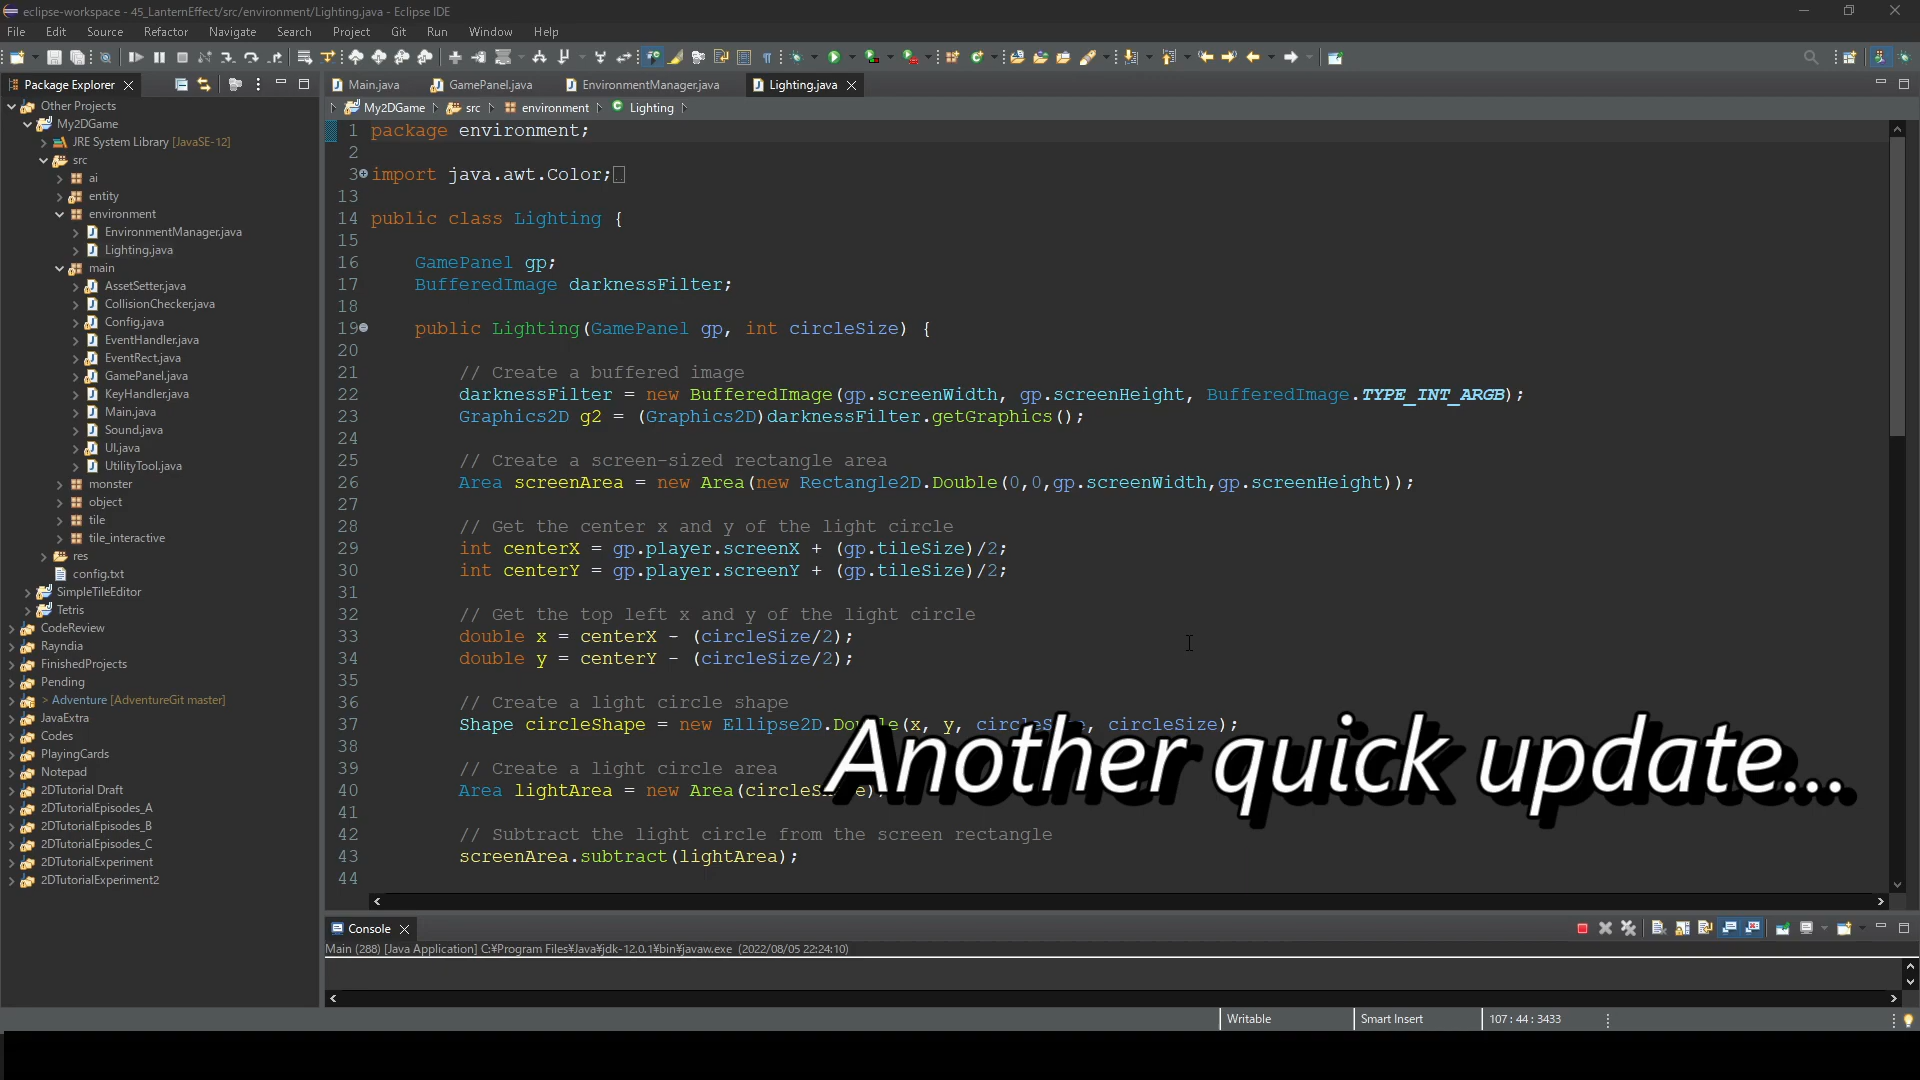 eclipse-workspace - 45_LanternEffect/src/environment/Lighting.java - Eclipse IDE
File Edit Source Refactor Navigate Search Project Git Run Window Help
Package Explorer
Main.java GamePanel.java EnvironmentManager.java Lighting.java
My2DGame src environment Lighting
Other Projects
My2DGame
JRE System Library [JavaSE-12]
src
ai
entity
environment
EnvironmentManager.java
Lighting.java
main
AssetSetter.java
CollisionChecker.java
Config.java
EventHandler.java
EventRect.java
GamePanel.java
KeyHandler.java
Main.java
Sound.java
UI.java
UtilityTool.java
monster
object
tile
tile_interactive
res
config.txt
SimpleTileEditor
Tetris
CodeReview
Rayndia
FinishedProjects
Pending
> Adventure [AdventureGit master]
JavaExtra
Codes
PlayingCards
Notepad
2DTutorial Draft
2DTutorialEpisodes_A
2DTutorialEpisodes_B
2DTutorialEpisodes_C
2DTutorialExperiment
2DTutorialExperiment2
1 package environment;
2
3 import java.awt.Color;
13
14 public class Lighting {
15
16 GamePanel gp;
17 BufferedImage darknessFilter;
18
19 public Lighting(GamePanel gp, int circleSize) {
20
21 // Create a buffered image
22 darknessFilter = new BufferedImage(gp.screenWidth, gp.screenHeight, BufferedImage.TYPE_INT_ARGB);
23 Graphics2D g2 = (Graphics2D)darknessFilter.getGraphics();
24
25 // Create a screen-sized rectangle area
26 Area screenArea = new Area(new Rectangle2D.Double(0,0,gp.screenWidth,gp.screenHeight));
27
28 // Get the center x and y of the light circle
29 int centerX = gp.player.screenX + (gp.tileSize)/2;
30 int centerY = gp.player.screenY + (gp.tileSize)/2;
31
32 // Get the top left x and y of the light circle
33 double x = centerX - (circleSize/2);
34 double y = centerY - (circleSize/2);
35
36 // Create a light circle shape
37 Shape circleShape = new Ellipse2D.Double(x, y, circleSize, circleSize);
38
39 // Create a light circle area
40 Area lightArea = new Area(circleShape);
41
42 // Subtract the light circle from the screen rectangle
43 screenArea.subtract(lightArea);
44
Another quick update...
Console
Main (288) [Java Application] C:¥Program Files¥Java¥jdk-12.0.1¥bin¥javaw.exe (2022/08/05 22:24:10)
Writable Smart Insert 107 : 44 : 3433